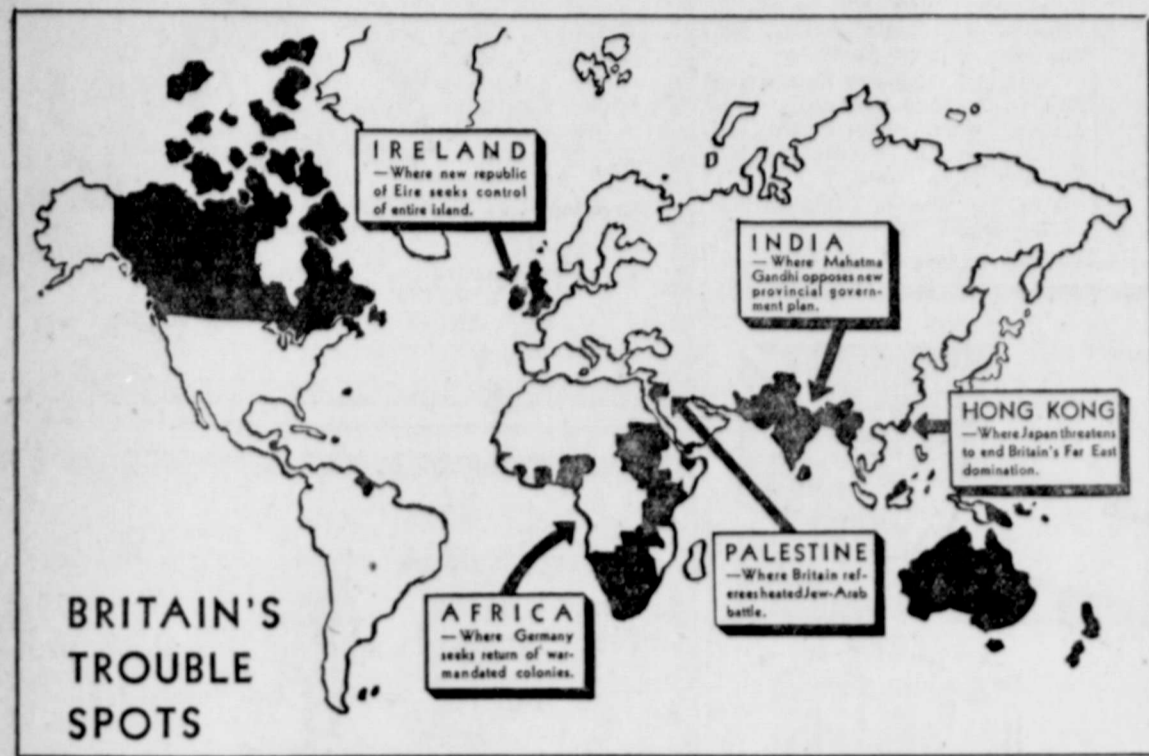 IRELAND
—Where new republic
of Eire seeks control
of entire island.
INDIA
— Where Mahatma
Gandhi opposes new
provincial govern-
ment plan.
HONG KONG
—Where Japan threatens
to end Britain's Far East
domination.
PALESTINE
—Where Britain ref-
erees heated Jew-Arab
battle.
AFRICA
— Where Germany
seeks return of war-
mandated colonies.
BRITAIN'S
TROUBLE
SPOTS